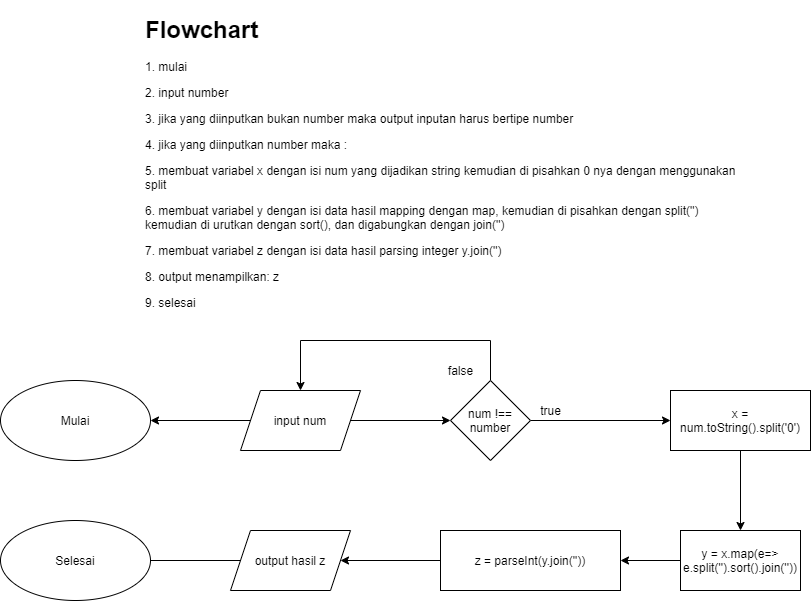 Flowchart
1. mulai
2. input number
3. jika yang diinputkan bukan number maka output inputan harus bertipe number
4. jika yang diinputkan number maka :
5. membuat variabel x dengan isi num yang dijadikan string kemudian di pisahkan 0 nya dengan menggunakan
split
6. membuat variabel y dengan isi data hasil mapping dengan map, kemudian di pisahkan dengan split('')
kemudian di urutkan dengan sort(), dan digabungkan dengan join('')
7. membuat variabel z dengan isi data hasil parsing integer y.join('')
8. output menampilkan: z
9. selesai
false
Mulai
input num
num !==
number
true
x =
num.toString().split('0')
Selesai
output hasil z
z = parseInt(y.join(''))
y = x.map(e=>
e.split('').sort().join(''))